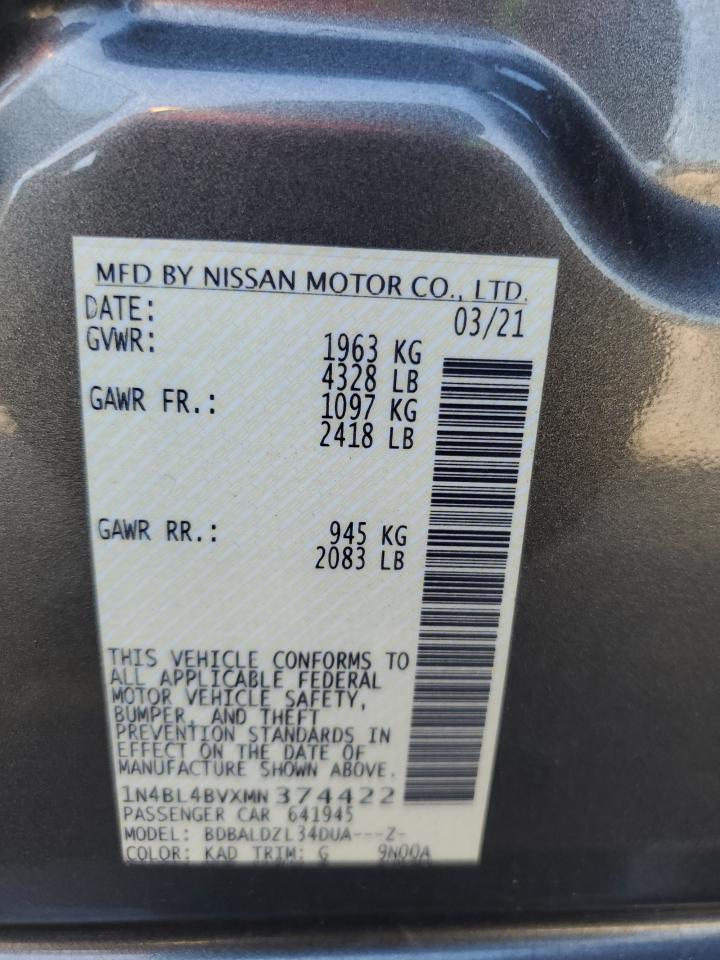 MFD BY NISSAN MOTOR CO., LTD.
DATE: 03/21
GVWR: 1963 KG
4328 LB
GAWR FR.: 1097 KG
2418 LB
GAWR RR.: 945 KG
2083 LB
THIS VEHICLE CONFORMS TO
ALL APPLICABLE FEDERAL
MOTOR VEHICLE SAFETY,
BUMPER, AND THEFT
PREVENTION STANDARDS IN
EFFECT ON THE DATE OF
MANUFACTURE SHOWN ABOVE.
1N4BL4BVXMN374422
PASSENGER CAR 641945
MODEL: BDBALDZL34DUA---Z-
COLOR: KAD TRIM: G 9N00A